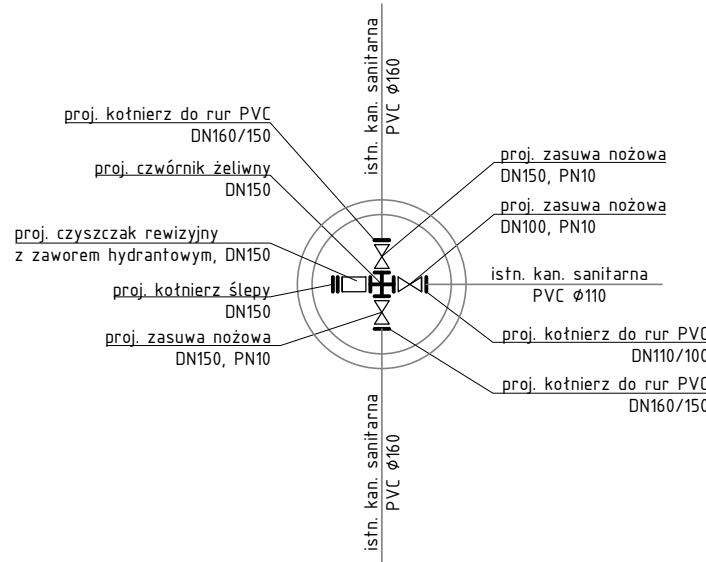 istn. kan. sanitarna
PVC ϕ160
proj. kołnierz do rur PVC
DN160/150
proj. czwórnik żeliwny
DN150
proj. czyszczak rewizyjny
z zaworem hydrantowym, DN150
proj. kołnierz ślepy
DN150
proj. zasuwa nożowa
DN150, PN10
proj. zasuwa nożowa
DN150, PN10
proj. zasuwa nożowa
DN100, PN10
istn. kan. sanitarna
PVC ϕ110
proj. kołnierz do rur PVC
DN110/100
proj. kołnierz do rur PVC
DN160/150
istn. kan. sanitarna
PVC ϕ160